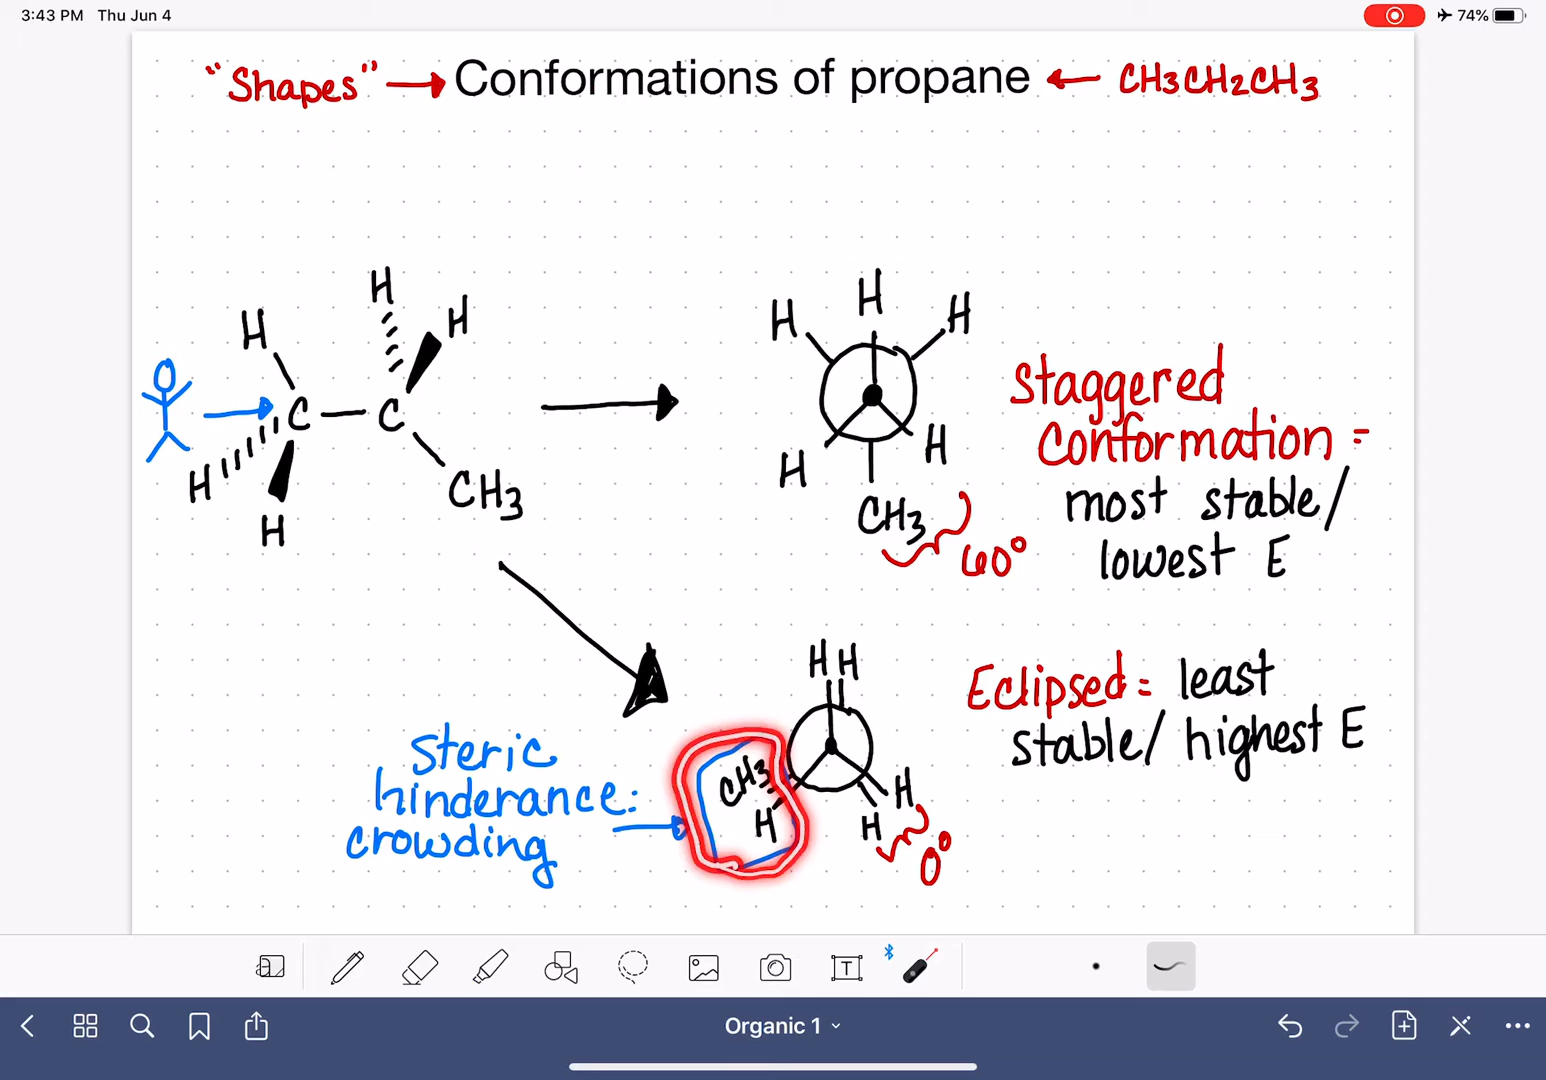 3:43 PM Thu Jun 4
74%
"Shapes" → Conformations of propane ← CH3CH2CH3
H
H
H
C — C
H
H
CH3
H
H
H
H
H
CH3
60°
Staggered
Conformation =
most stable/
lowest E
H H
CH3
H
H
H
0°
Eclipsed = least
stable/ highest E
Steric
hinderance:
crowding
T
Organic 1